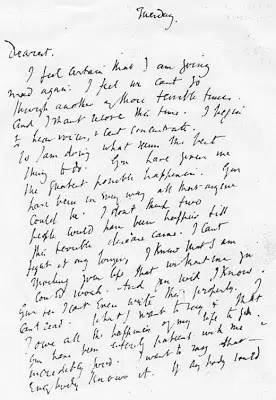 Tuesday.
Dearest,
I feel certain that I am going
mad again. I feel we cant go
through another of those terrible times.
And I shant recover this time. I begin
to hear voices, & cant concentrate.
So I am doing what seems the best
thing to do. You have given me
the greatest possible happiness. You
have been in every way all that anyone
could be. I dont think two
people could have been happier till
this terrible disease came. I cant
fight it any longer, I know that I am
spoiling your life, that without me you
could work. And you will I know.
You see I cant even write this properly. I
cant read. What I want to say is that
I owe all the happiness of my life to you.
You have been entirely patient with me &
incredibly good. I want to say that —
everybody knows it. If anybody could